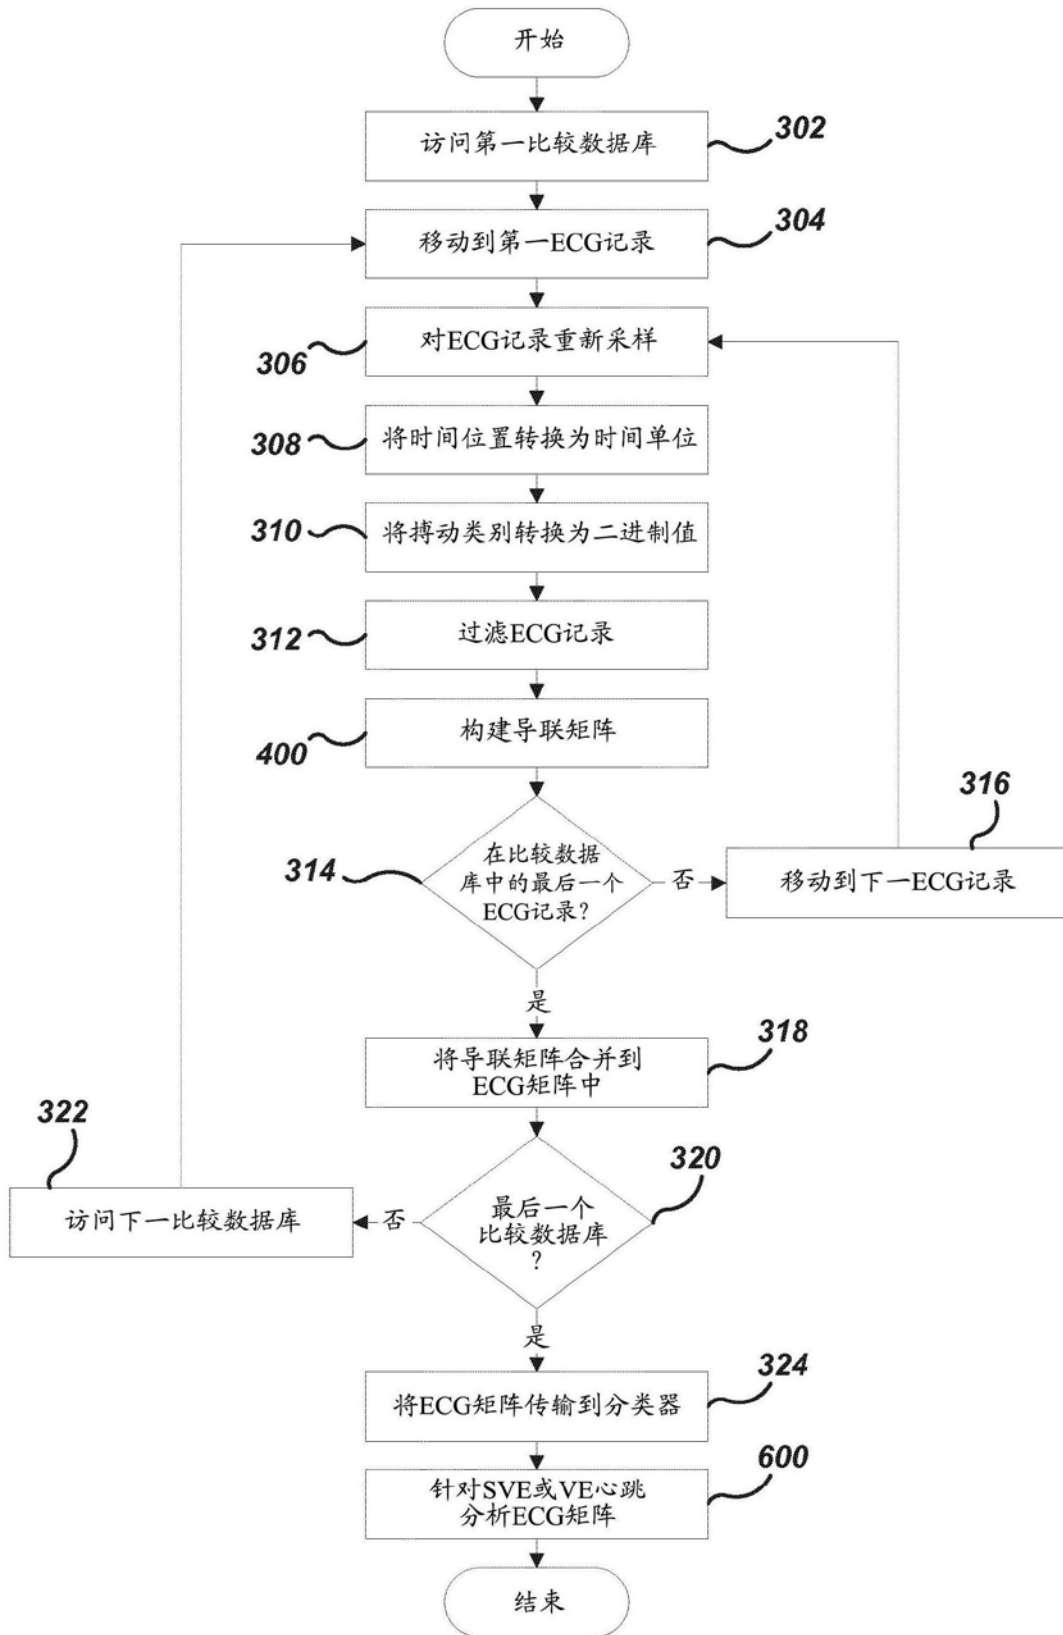 开始
访问第一比较数据库
302
移动到第一ECG记录
304
对ECG记录重新采样
306
将时间位置转换为时间单位
308
将搏动类别转换为二进制值
310
过滤ECG记录
312
构建导联矩阵
400
在比较数据
库中的最后一个
ECG记录?
314
否
移动到下一ECG记录
316
是
将导联矩阵合并到
ECG矩阵中
318
最后一个
比较数据库
?
320
否
访问下一比较数据库
322
是
将ECG矩阵传输到分类器
324
针对SVE或VE心跳
分析ECG矩阵
600
结束